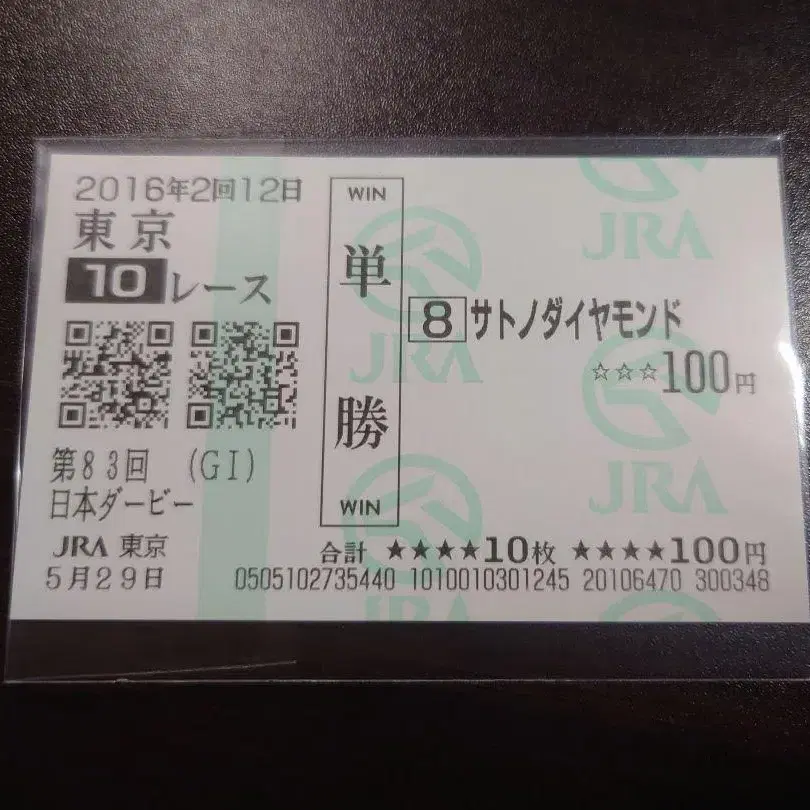 2016年2回12日
東京
10レース
第83回 (GI)
日本ダービー
JRA 東京
5月29日
WIN
単勝
WIN
8 サトノダイヤモンド
☆☆☆100円
合計 ★★★★10枚 ★★★★100円
0505102735440 1010010301245 20106470 300348
JRA
JRA
JRA
JRA